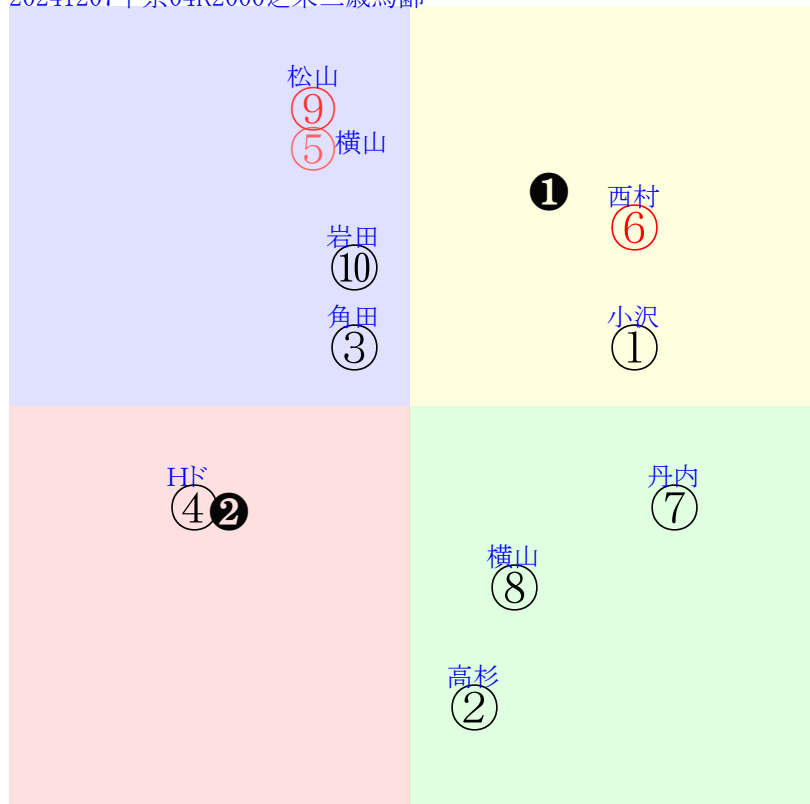 松山
⑨
⑤横山
❶
西村
⑥
岩田
⑩
角田
③
小沢
①
Hド
④❷
丹内
⑦
横山
⑧
高杉
②